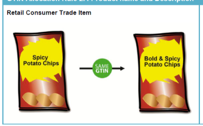 Retail Consumer Trade Item
Spicy
Potato Chips
SAME
GTIN
Bold & Spicy
Potato Chips